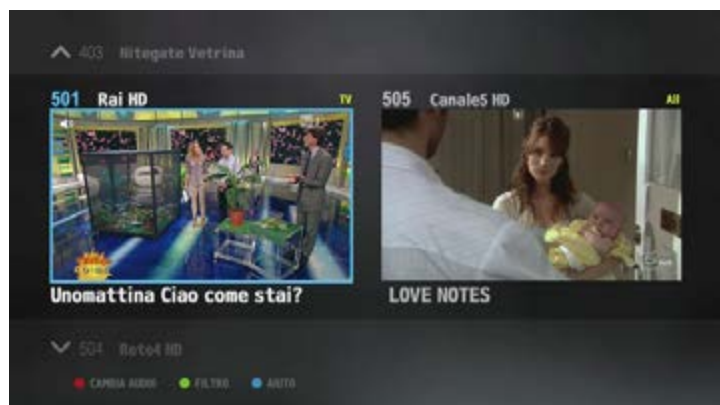 403 Nitegate Vetrina
501 Rai HD TV
505 Canale5 HD All
Unomattina Ciao come stai?
LOVE NOTES
504 Rete4 HD
CAMBIA AUDIO FILTRO AIUTO